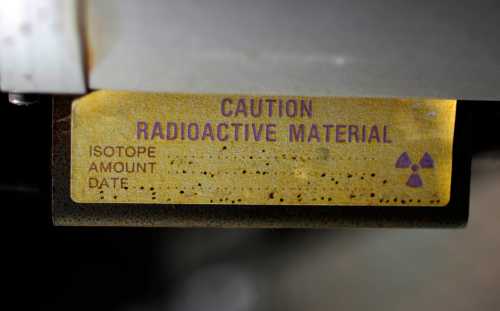 CAUTION
RADIOACTIVE MATERIAL
ISOTOPE
AMOUNT
DATE